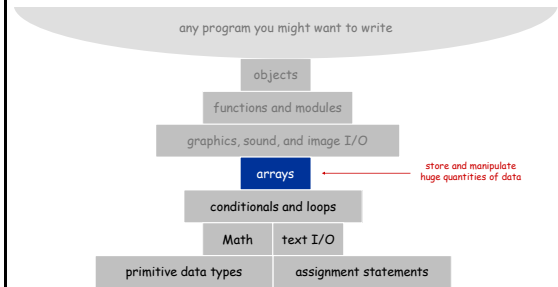 any program you might want to write
objects
functions and modules
graphics, sound, and image I/O
arrays
store and manipulate
huge quantities of data
conditionals and loops
Math
text I/O
primitive data types
assignment statements